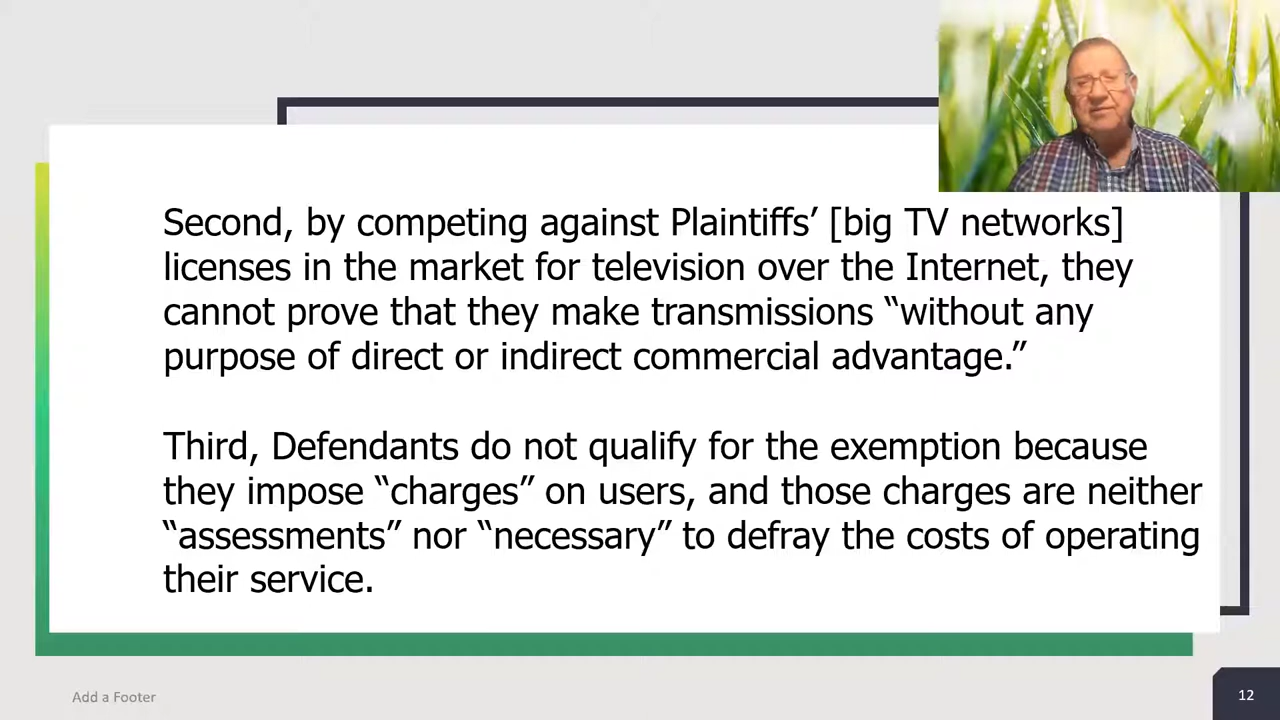 Second, by competing against Plaintiffs’ [big TV networks]
licenses in the market for television over the Internet, they
cannot prove that they make transmissions “without any
purpose of direct or indirect commercial advantage.”
Third, Defendants do not qualify for the exemption because
they impose “charges” on users, and those charges are neither
“assessments” nor “necessary” to defray the costs of operating
their service.
Add a Footer
12